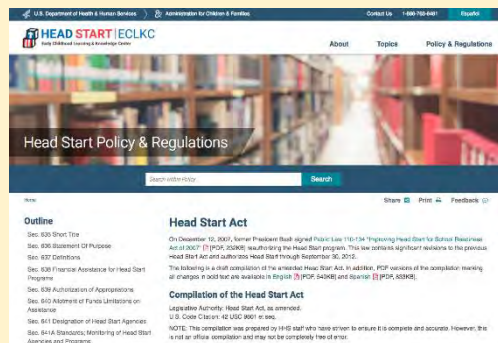 U.S. Department of Health & Human Services
Administration for Children & Families
Contact Us
1-866-763-6481
Español
HEAD START | ECLKC
Early Childhood Learning & Knowledge Center
About
Topics
Policy & Regulations
Head Start Policy & Regulations
Search within Policy
Search
Home
Share
Print
Feedback
Outline
Sec. 635 Short Title
Sec. 636 Statement Of Purpose
Sec. 637 Definitions
Sec. 638 Financial Assistance for Head Start
Programs
Sec. 639 Authorization of Appropriations
Sec. 640 Allotment of Funds Limitations on
Assistance
Sec. 641 Designation of Head Start Agencies
Sec. 641A Standards; Monitoring of Head Start
Agencies and Programs
Head Start Act
On December 12, 2007, former President Bush signed Public Law 110-134 "Improving Head Start for School Readiness
Act of 2007" [PDF, 232KB] reauthorizing the Head Start program. This law contains significant revisions to the previous
Head Start Act and authorizes Head Start through September 30, 2012.
The following is a draft compilation of the amended Head Start Act. In addition, PDF versions of the compilation marking
all changes in bold text are available in English [PDF, 540KB] and Spanish [PDF, 833KB].
Compilation of the Head Start Act
Legislative Authority: Head Start Act, as amended.
U.S. Code Citation: 42 USC 9801 et seq.
NOTE: This compilation was prepared by HHS staff who have striven to ensure it is complete and accurate. However, this
is not an official compilation and may not be completely free of error.